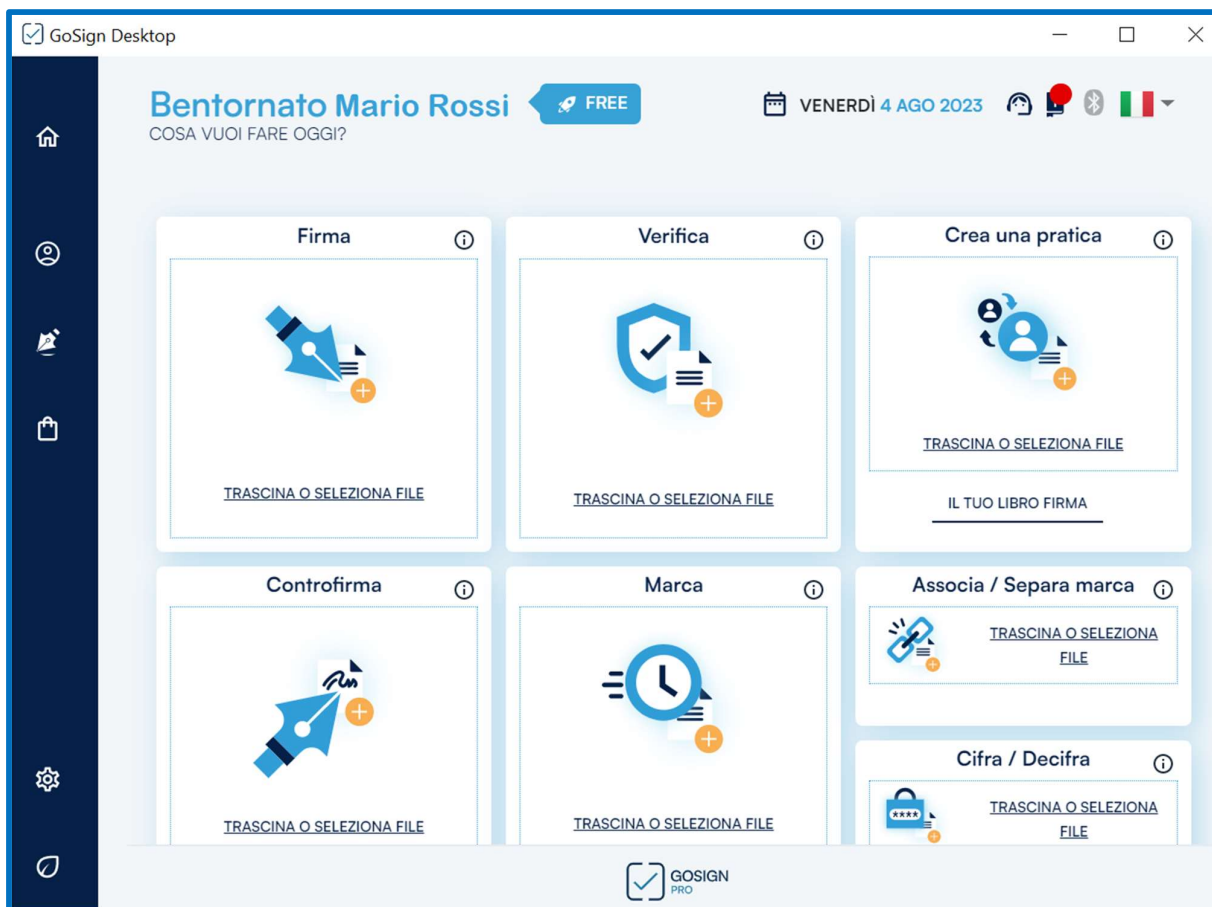 GoSign Desktop
Bentornato Mario Rossi
FREE
VENERDÌ 4 AGO 2023
COSA VUOI FARE OGGI?
Firma
TRASCINA O SELEZIONA FILE
Verifica
TRASCINA O SELEZIONA FILE
Crea una pratica
TRASCINA O SELEZIONA FILE
IL TUO LIBRO FIRMA
Controfirma
TRASCINA O SELEZIONA FILE
Marca
TRASCINA O SELEZIONA FILE
Associa / Separa marca
TRASCINA O SELEZIONA
FILE
Cifra / Decifra
****
TRASCINA O SELEZIONA
FILE
GOSIGN
PRO